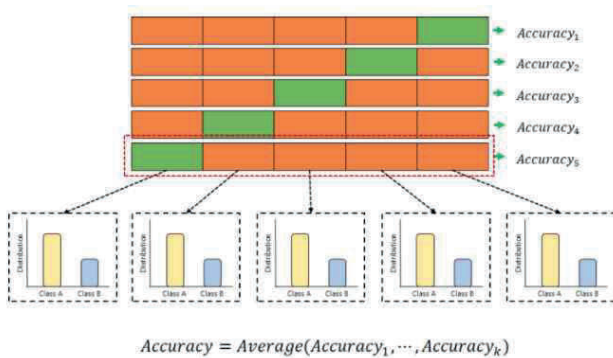 Accuracy₁
Accuracy₂
Accuracy₃
Accuracy₄
Accuracy₅
Distribution
Class A Class B
Distribution
Class A Class B
Distribution
Class A Class B
Distribution
Class A Class B
Distribution
Class A Class B
Accuracy = Average(Accuracy₁, ⋯, Accuracyₖ)